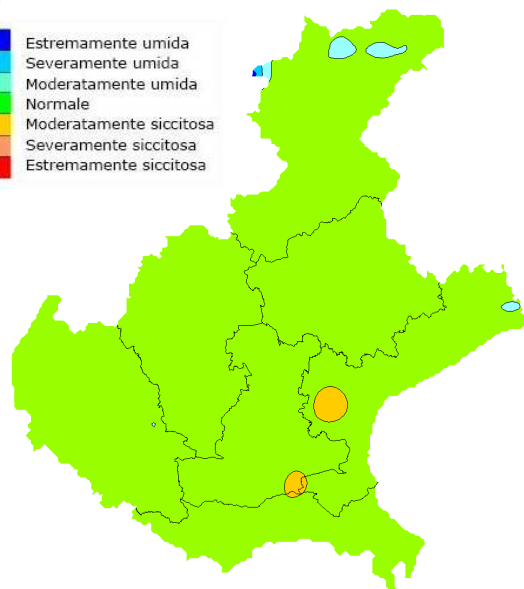 Estremamente umida
Severamente umida
Moderatamente umida
Normale
Moderatamente siccitosa
Severamente siccitosa
Estremamente siccitosa